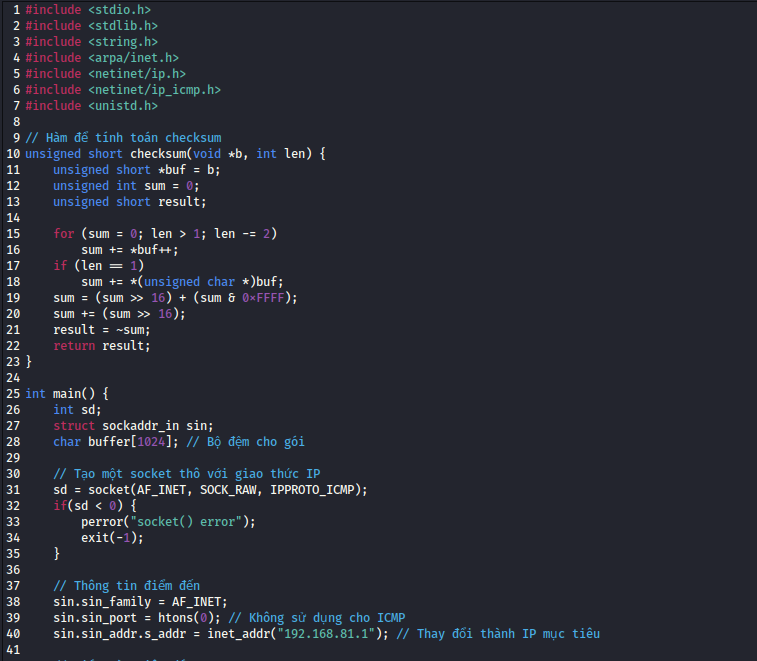 1 #include <stdio.h>
2 #include <stdlib.h>
3 #include <string.h>
4 #include <arpa/inet.h>
5 #include <netinet/ip.h>
6 #include <netinet/ip_icmp.h>
7 #include <unistd.h>
8
9 // Hàm để tính toán checksum
10 unsigned short checksum(void *b, int len) {
11     unsigned short *buf = b;
12     unsigned int sum = 0;
13     unsigned short result;
14
15     for (sum = 0; len > 1; len -= 2)
16         sum += *buf++;
17     if (len == 1)
18         sum += *(unsigned char *)buf;
19     sum = (sum >> 16) + (sum & 0xFFFF);
20     sum += (sum >> 16);
21     result = ~sum;
22     return result;
23 }
24
25 int main() {
26     int sd;
27     struct sockaddr_in sin;
28     char buffer[1024]; // Bộ đệm cho gói
29
30     // Tạo một socket thô với giao thức IP
31     sd = socket(AF_INET, SOCK_RAW, IPPROTO_ICMP);
32     if(sd < 0) {
33         perror("socket() error");
34         exit(-1);
35     }
36
37     // Thông tin điểm đến
38     sin.sin_family = AF_INET;
39     sin.sin_port = htons(0); // Không sử dụng cho ICMP
40     sin.sin_addr.s_addr = inet_addr("192.168.81.1"); // Thay đổi thành IP mục tiêu
41